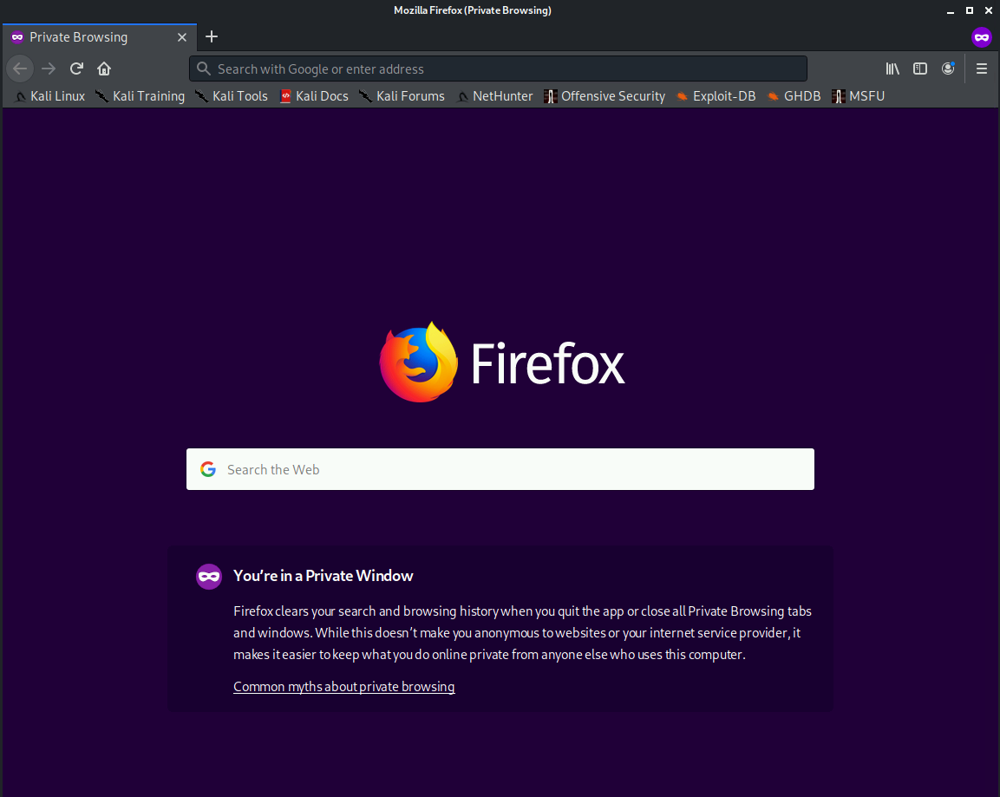 Mozilla Firefox (Private Browsing)
Private Browsing
Search with Google or enter address
Kali Linux Kali Training Kali Tools Kali Docs Kali Forums NetHunter Offensive Security Exploit-DB GHDB MSFU
Firefox
Search the Web
You’re in a Private Window
Firefox clears your search and browsing history when you quit the app or close all Private Browsing tabs
and windows. While this doesn’t make you anonymous to websites or your internet service provider, it
makes it easier to keep what you do online private from anyone else who uses this computer.
Common myths about private browsing